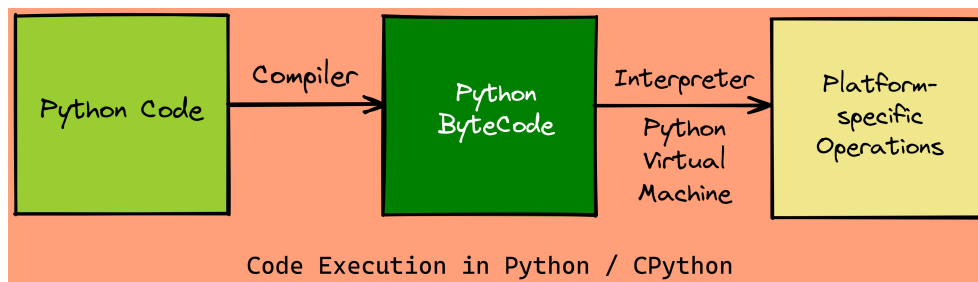 Python Code
Compiler
Python
ByteCode
Interpreter
Python
Virtual
Machine
Platform-
specific
Operations
Code Execution in Python / CPython